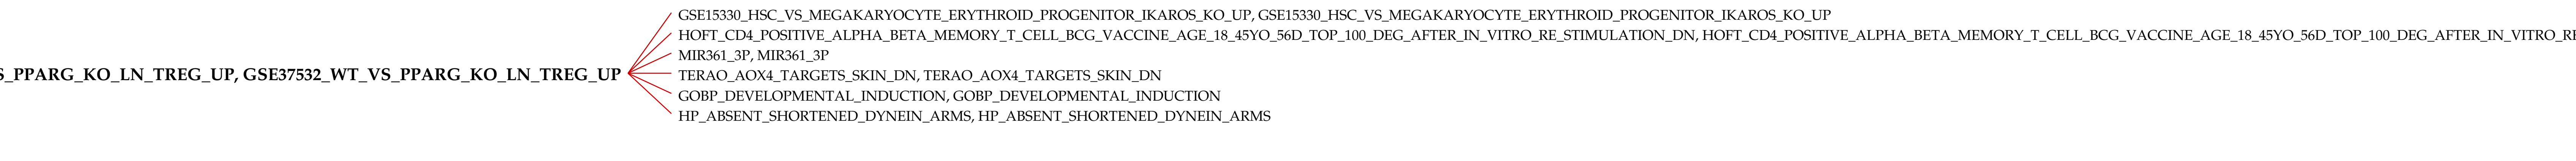 GSE15330_HSC_VS_MEGAKARYOCYTE_ERYTHROID_PROGENITOR_IKAROS_KO_UP, GSE15330_HSC_VS_MEGAKARYOCYTE_ERYTHROID_PROGENITOR_IKAROS_KO_UP
HOFT_CD4_POSITIVE_ALPHA_BETA_MEMORY_T_CELL_BCG_VACCINE_AGE_18_45YO_56D_TOP_100_DEG_AFTER_IN_VITRO_RE_STIMULATION_DN, HOFT_CD4_POSITIVE_ALPHA_BETA_MEMORY_T_CELL_BCG_VACCINE_AGE_18_45YO_56D_TOP_100_DEG_AFTER_IN_VITRO_RE
MIR361_3P, MIR361_3P
S_PPARG_KO_LN_TREG_UP, GSE37532_WT_VS_PPARG_KO_LN_TREG_UP
TERAO_AOX4_TARGETS_SKIN_DN, TERAO_AOX4_TARGETS_SKIN_DN
GOBP_DEVELOPMENTAL_INDUCTION, GOBP_DEVELOPMENTAL_INDUCTION
HP_ABSENT_SHORTENED_DYNEIN_ARMS, HP_ABSENT_SHORTENED_DYNEIN_ARMS